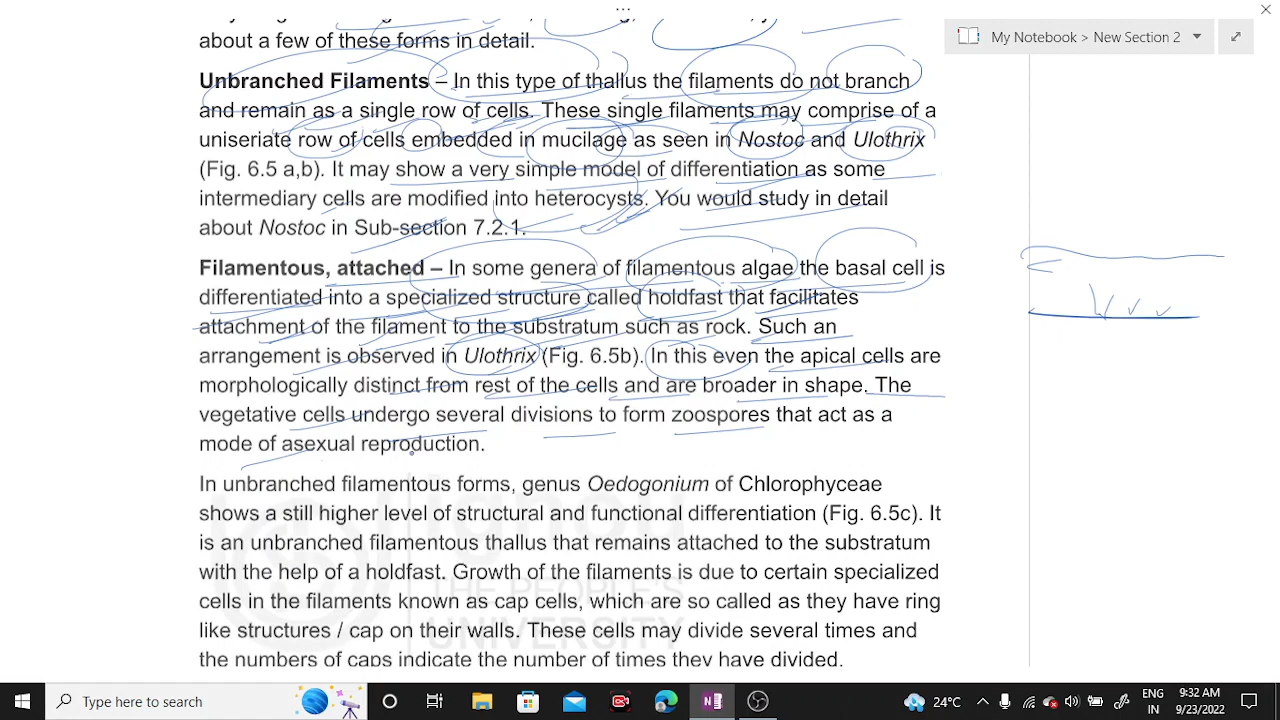 ...
My Notebook > New Section 2
about a few of these forms in detail.
Unbranched Filaments – In this type of thallus the filaments do not branch
and remain as a single row of cells. These single filaments may comprise of a
uniseriate row of cells embedded in mucilage as seen in Nostoc and Ulothrix
(Fig. 6.5 a,b). It may show a very simple model of differentiation as some
intermediary cells are modified into heterocysts. You would study in detail
about Nostoc in Sub-section 7.2.1.
Filamentous, attached – In some genera of filamentous algae the basal cell is
differentiated into a specialized structure called holdfast that facilitates
attachment of the filament to the substratum such as rock. Such an
arrangement is observed in Ulothrix (Fig. 6.5b). In this even the apical cells are
morphologically distinct from rest of the cells and are broader in shape. The
vegetative cells undergo several divisions to form zoospores that act as a
mode of asexual reproduction.
In unbranched filamentous forms, genus Oedogonium of Chlorophyceae
shows a still higher level of structural and functional differentiation (Fig. 6.5c). It
is an unbranched filamentous thallus that remains attached to the substratum
with the help of a holdfast. Growth of the filaments is due to certain specialized
cells in the filaments known as cap cells, which are so called as they have ring
like structures / cap on their walls. These cells may divide several times and
the numbers of caps indicate the number of times they have divided.
ignou
THE PEOPLE'S
UNIVERSITY
Type here to search
24°C
ENG
IN
9:32 AM
9/23/2022